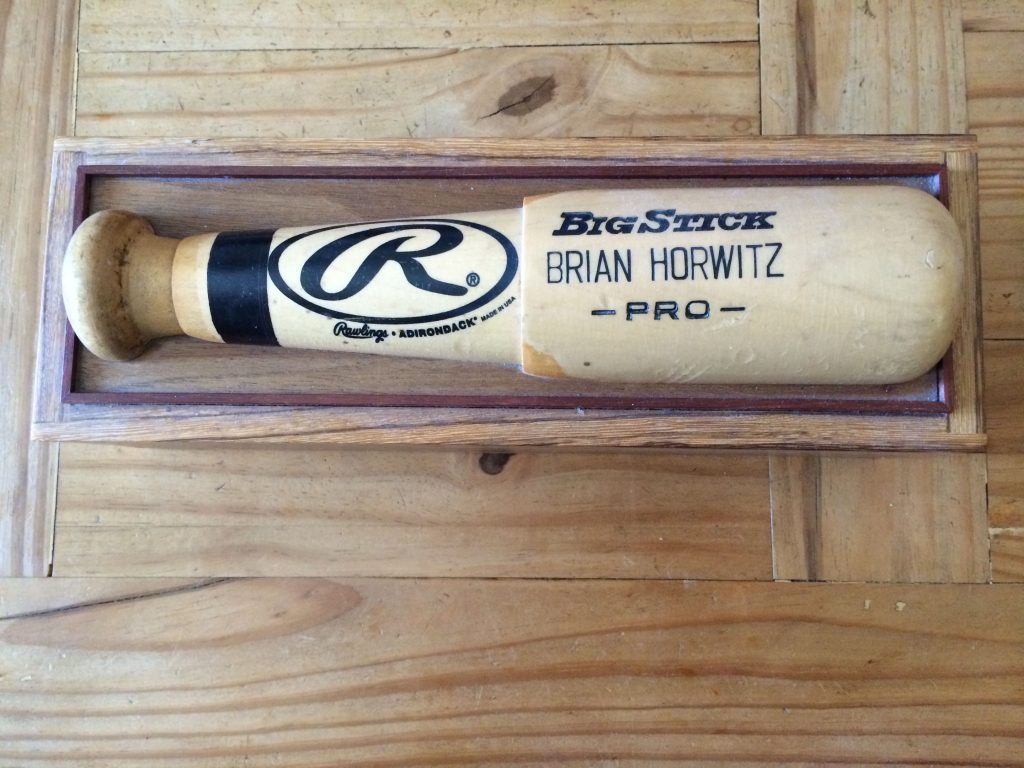 R®
Rawlings • ADIRONDACK® MADE IN USA
BIG STICK
BRIAN HORWITZ
- PRO -